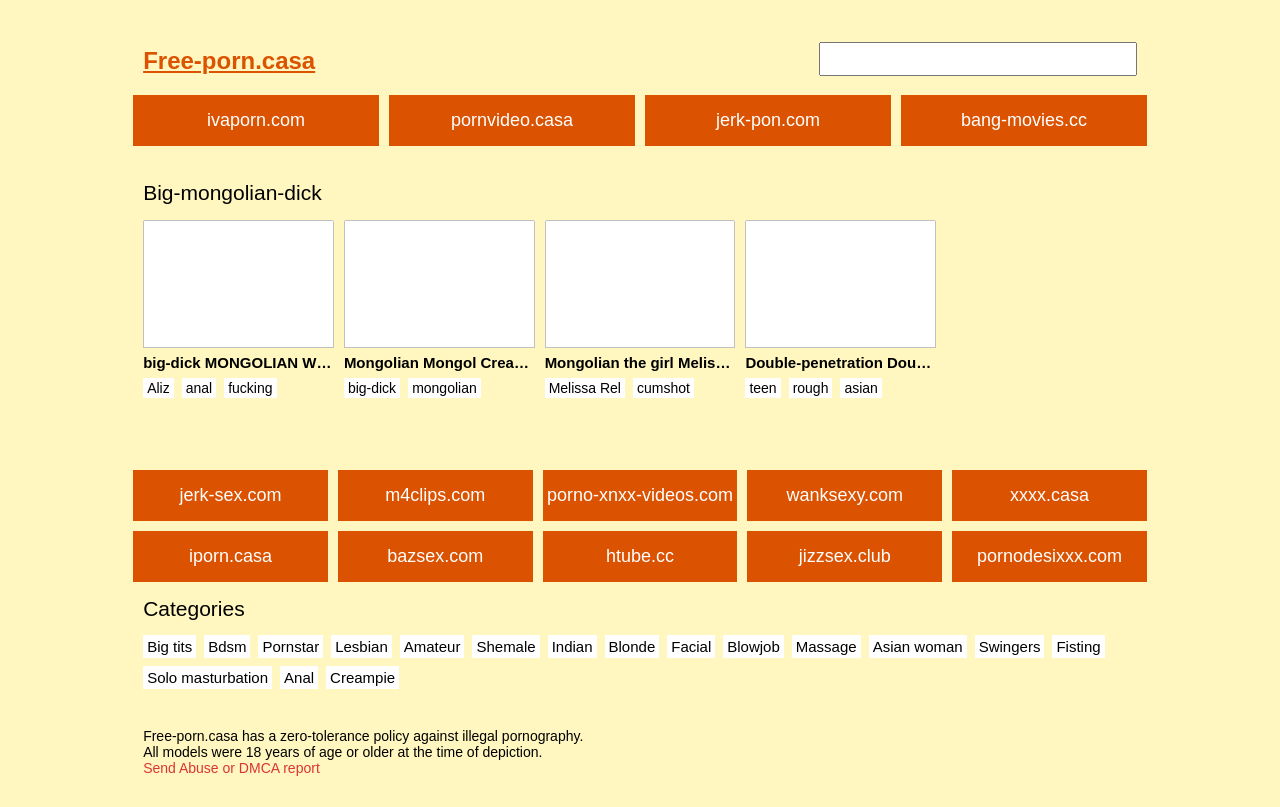 Free-porn.casa
ivaporn.com pornvideo.casa jerk-pon.com bang-movies.cc
Big-mongolian-dick
big-dick MONGOLIAN W… Mongolian Mongol Crea… Mongolian the girl Melis… Double-penetration Dou…
Aliz anal fucking big-dick mongolian Melissa Rel cumshot teen rough asian
jerk-sex.com m4clips.com porno-xnxx-videos.com wanksexy.com xxxx.casa
iporn.casa bazsex.com htube.cc jizzsex.club pornodesixxx.com
Categories
Big tits Bdsm Pornstar Lesbian Amateur Shemale Indian Blonde Facial Blowjob Massage Asian woman Swingers Fisting
Solo masturbation Anal Creampie
Free-porn.casa has a zero-tolerance policy against illegal pornography.
All models were 18 years of age or older at the time of depiction.
Send Abuse or DMCA report